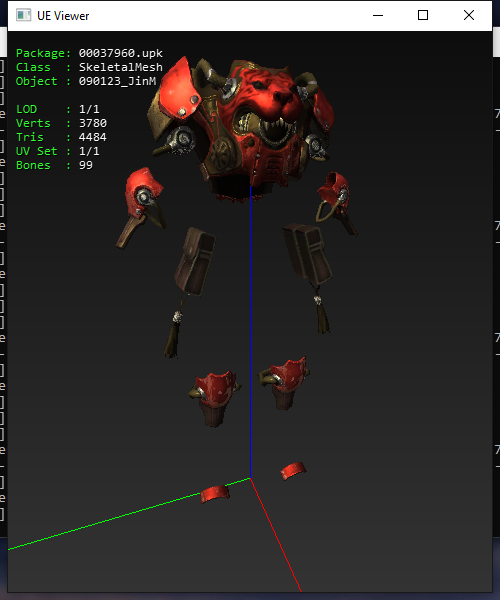 UE Viewer
Package: 00037960.upk
Class : SkeletalMesh
Object : 090123_JinM
LOD : 1/1
Verts : 3780
Tris : 4484
UV Set : 1/1
Bones : 99